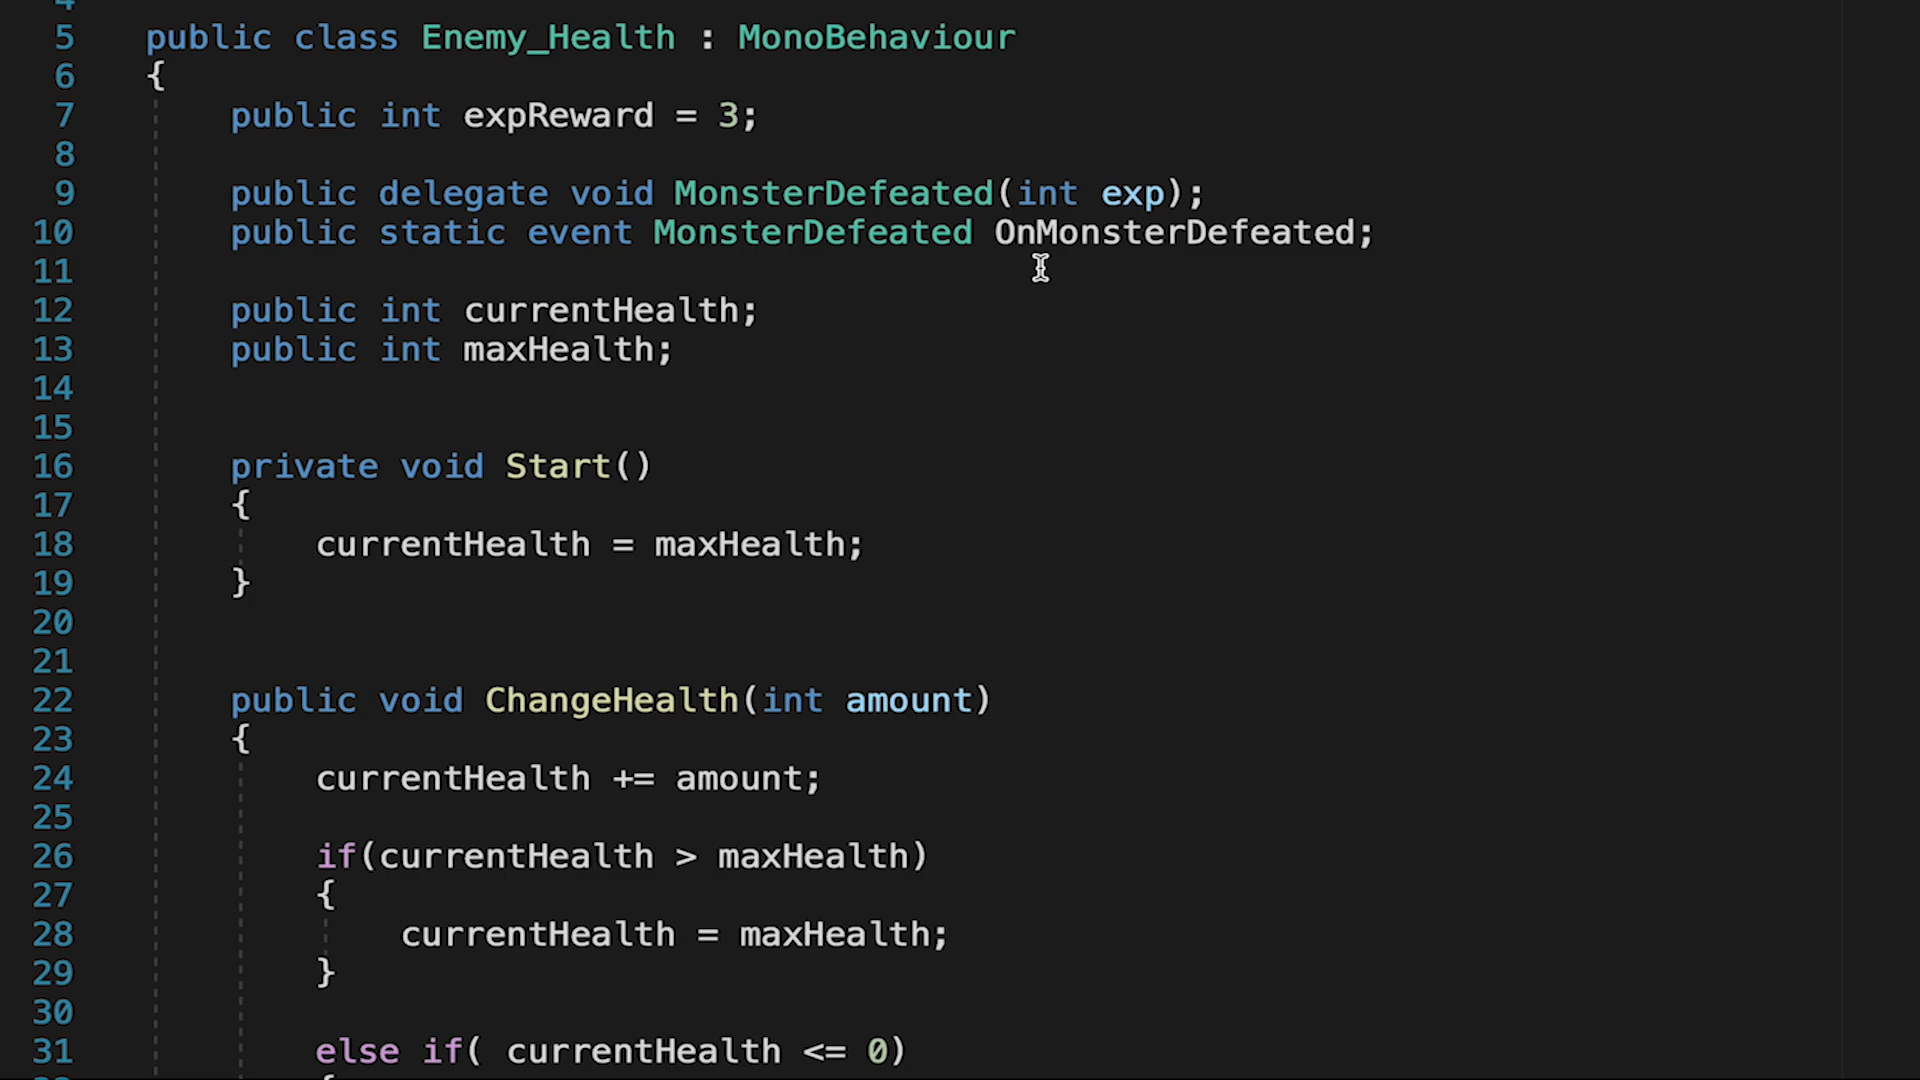 4
5 public class Enemy_Health : MonoBehaviour
6 {
7 public int expReward = 3;
8
9 public delegate void MonsterDefeated(int exp);
10 public static event MonsterDefeated OnMonsterDefeated;
11
12 public int currentHealth;
13 public int maxHealth;
14
15
16 private void Start()
17 {
18 currentHealth = maxHealth;
19 }
20
21
22 public void ChangeHealth(int amount)
23 {
24 currentHealth += amount;
25
26 if(currentHealth > maxHealth)
27 {
28 currentHealth = maxHealth;
29 }
30
31 else if( currentHealth <= 0)